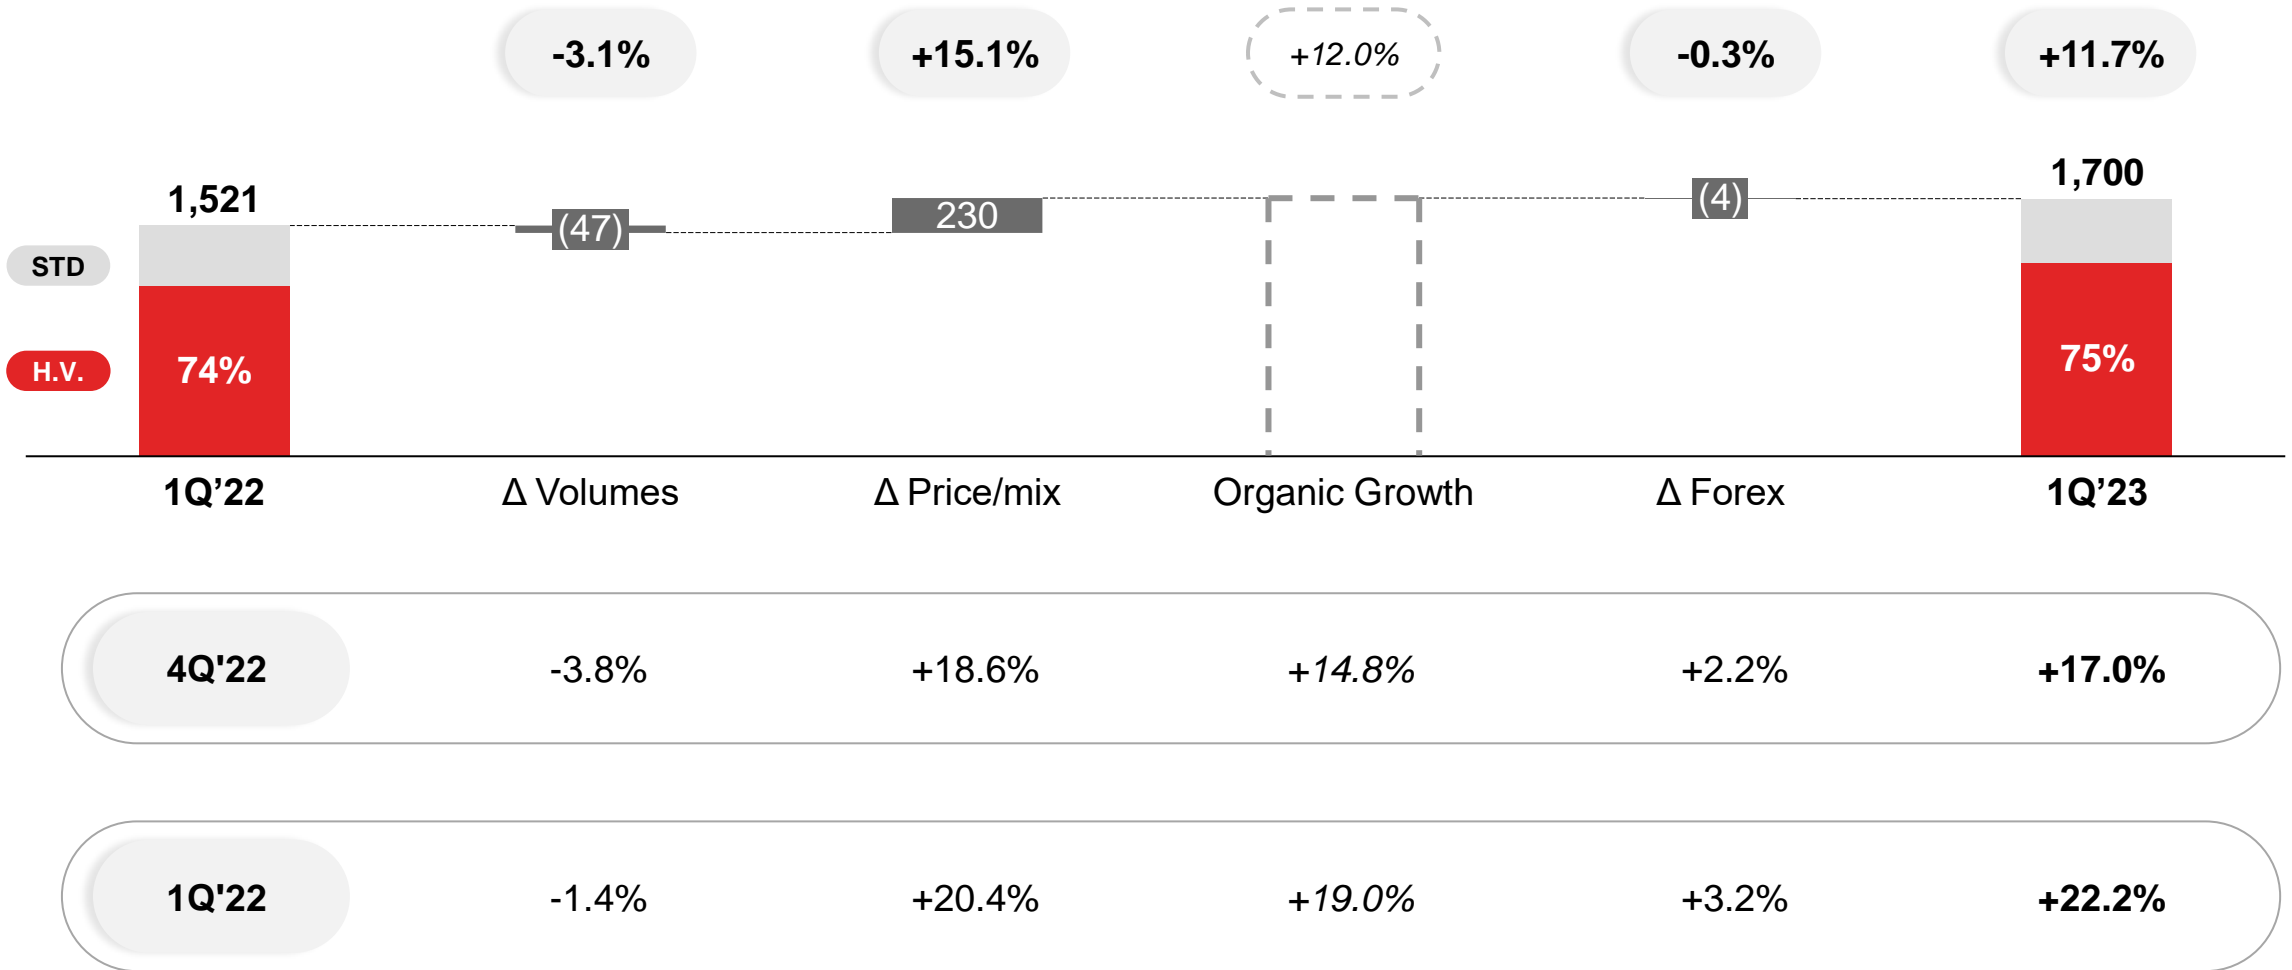 -3.1% +15.1% +12.0% -0.3% +11.7%
1,521 (47) 230 (4) 1,700
STD
H.V. 74% 75%
1Q’22 Δ Volumes Δ Price/mix Organic Growth Δ Forex 1Q’23
4Q'22 -3.8% +18.6% +14.8% +2.2% +17.0%
1Q'22 -1.4% +20.4% +19.0% +3.2% +22.2%